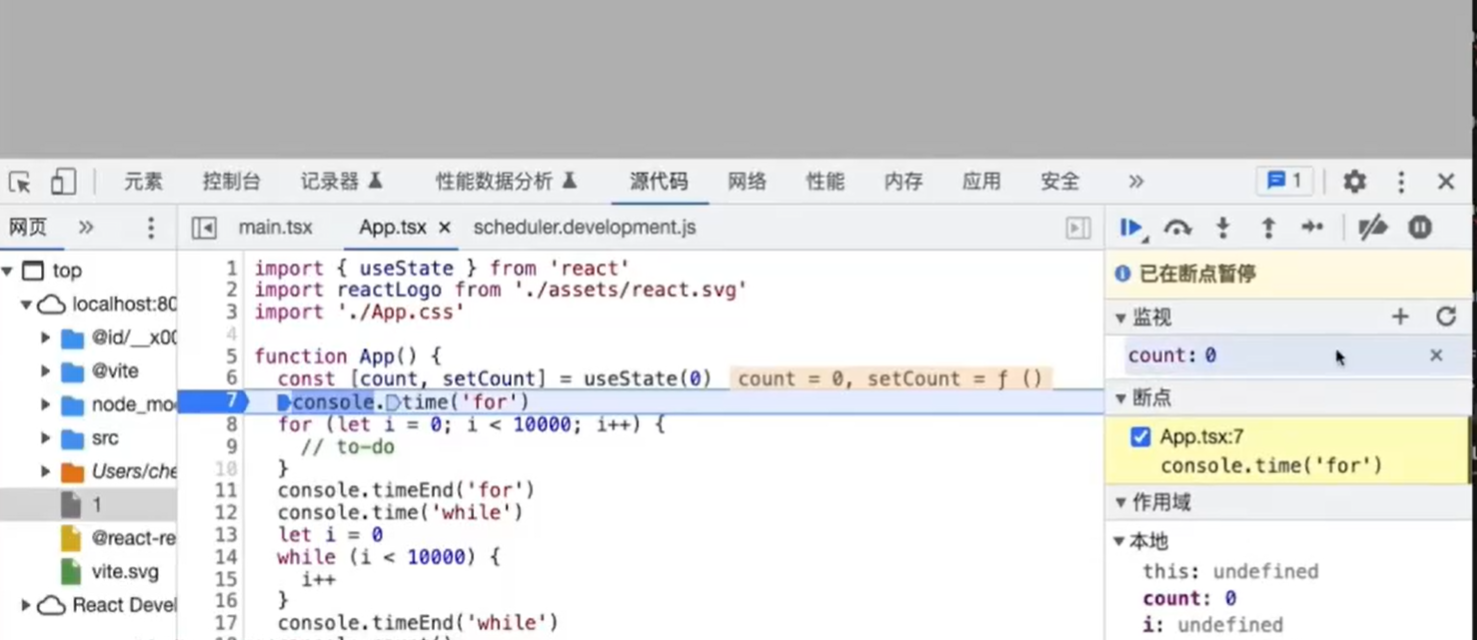 元素 控制台 记录器 性能数据分析 源代码 网络 性能 内存 应用 安全 » 1
网页 » main.tsx App.tsx × scheduler.development.js
top
localhost:80
@id/__x00
@vite
node_mo
src
Users/che
1
@react-re
vite.svg
React Devel
1 import { useState } from 'react'
2 import reactLogo from './assets/react.svg'
3 import './App.css'
4
5 function App() {
6 const [count, setCount] = useState(0) count = 0, setCount = ƒ ()
7 console.time('for')
8 for (let i = 0; i < 10000; i++) {
9 // to-do
10 }
11 console.timeEnd('for')
12 console.time('while')
13 let i = 0
14 while (i < 10000) {
15 i++
16 }
17 console.timeEnd('while')
已在断点暂停
监视
count: 0
断点
App.tsx:7
console.time('for')
作用域
本地
this: undefined
count: 0
i: undefined